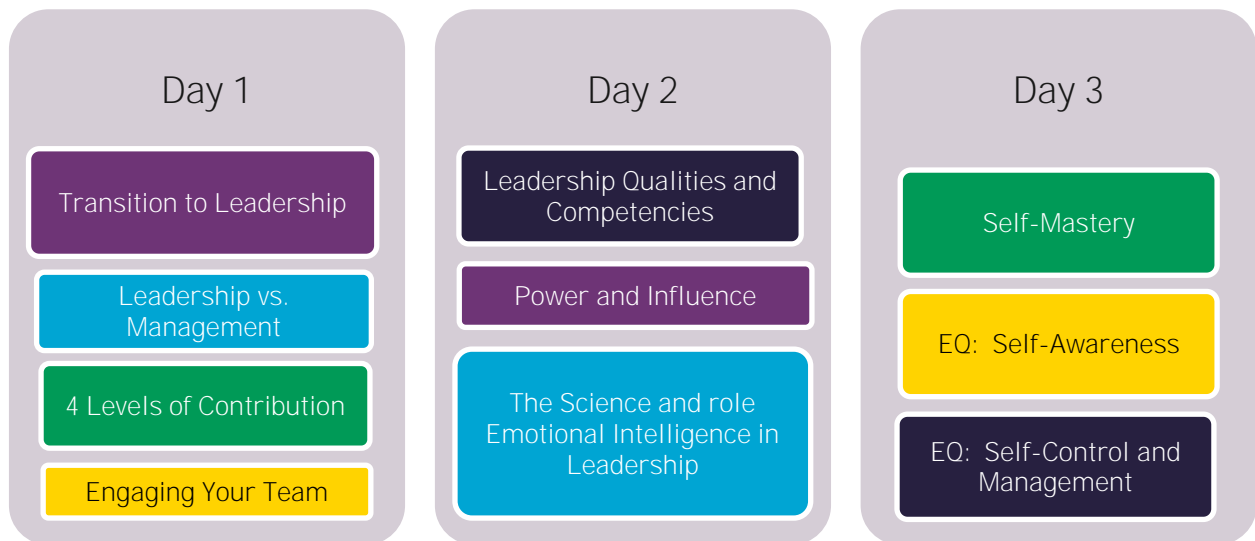 Day 1
Transition to Leadership
Leadership vs.
Management
4 Levels of Contribution
Engaging Your Team
Day 2
Leadership Qualities and
Competencies
Power and Influence
The Science and role
Emotional Intelligence in
Leadership
Day 3
Self-Mastery
EQ:  Self-Awareness
EQ:  Self-Control and
Management